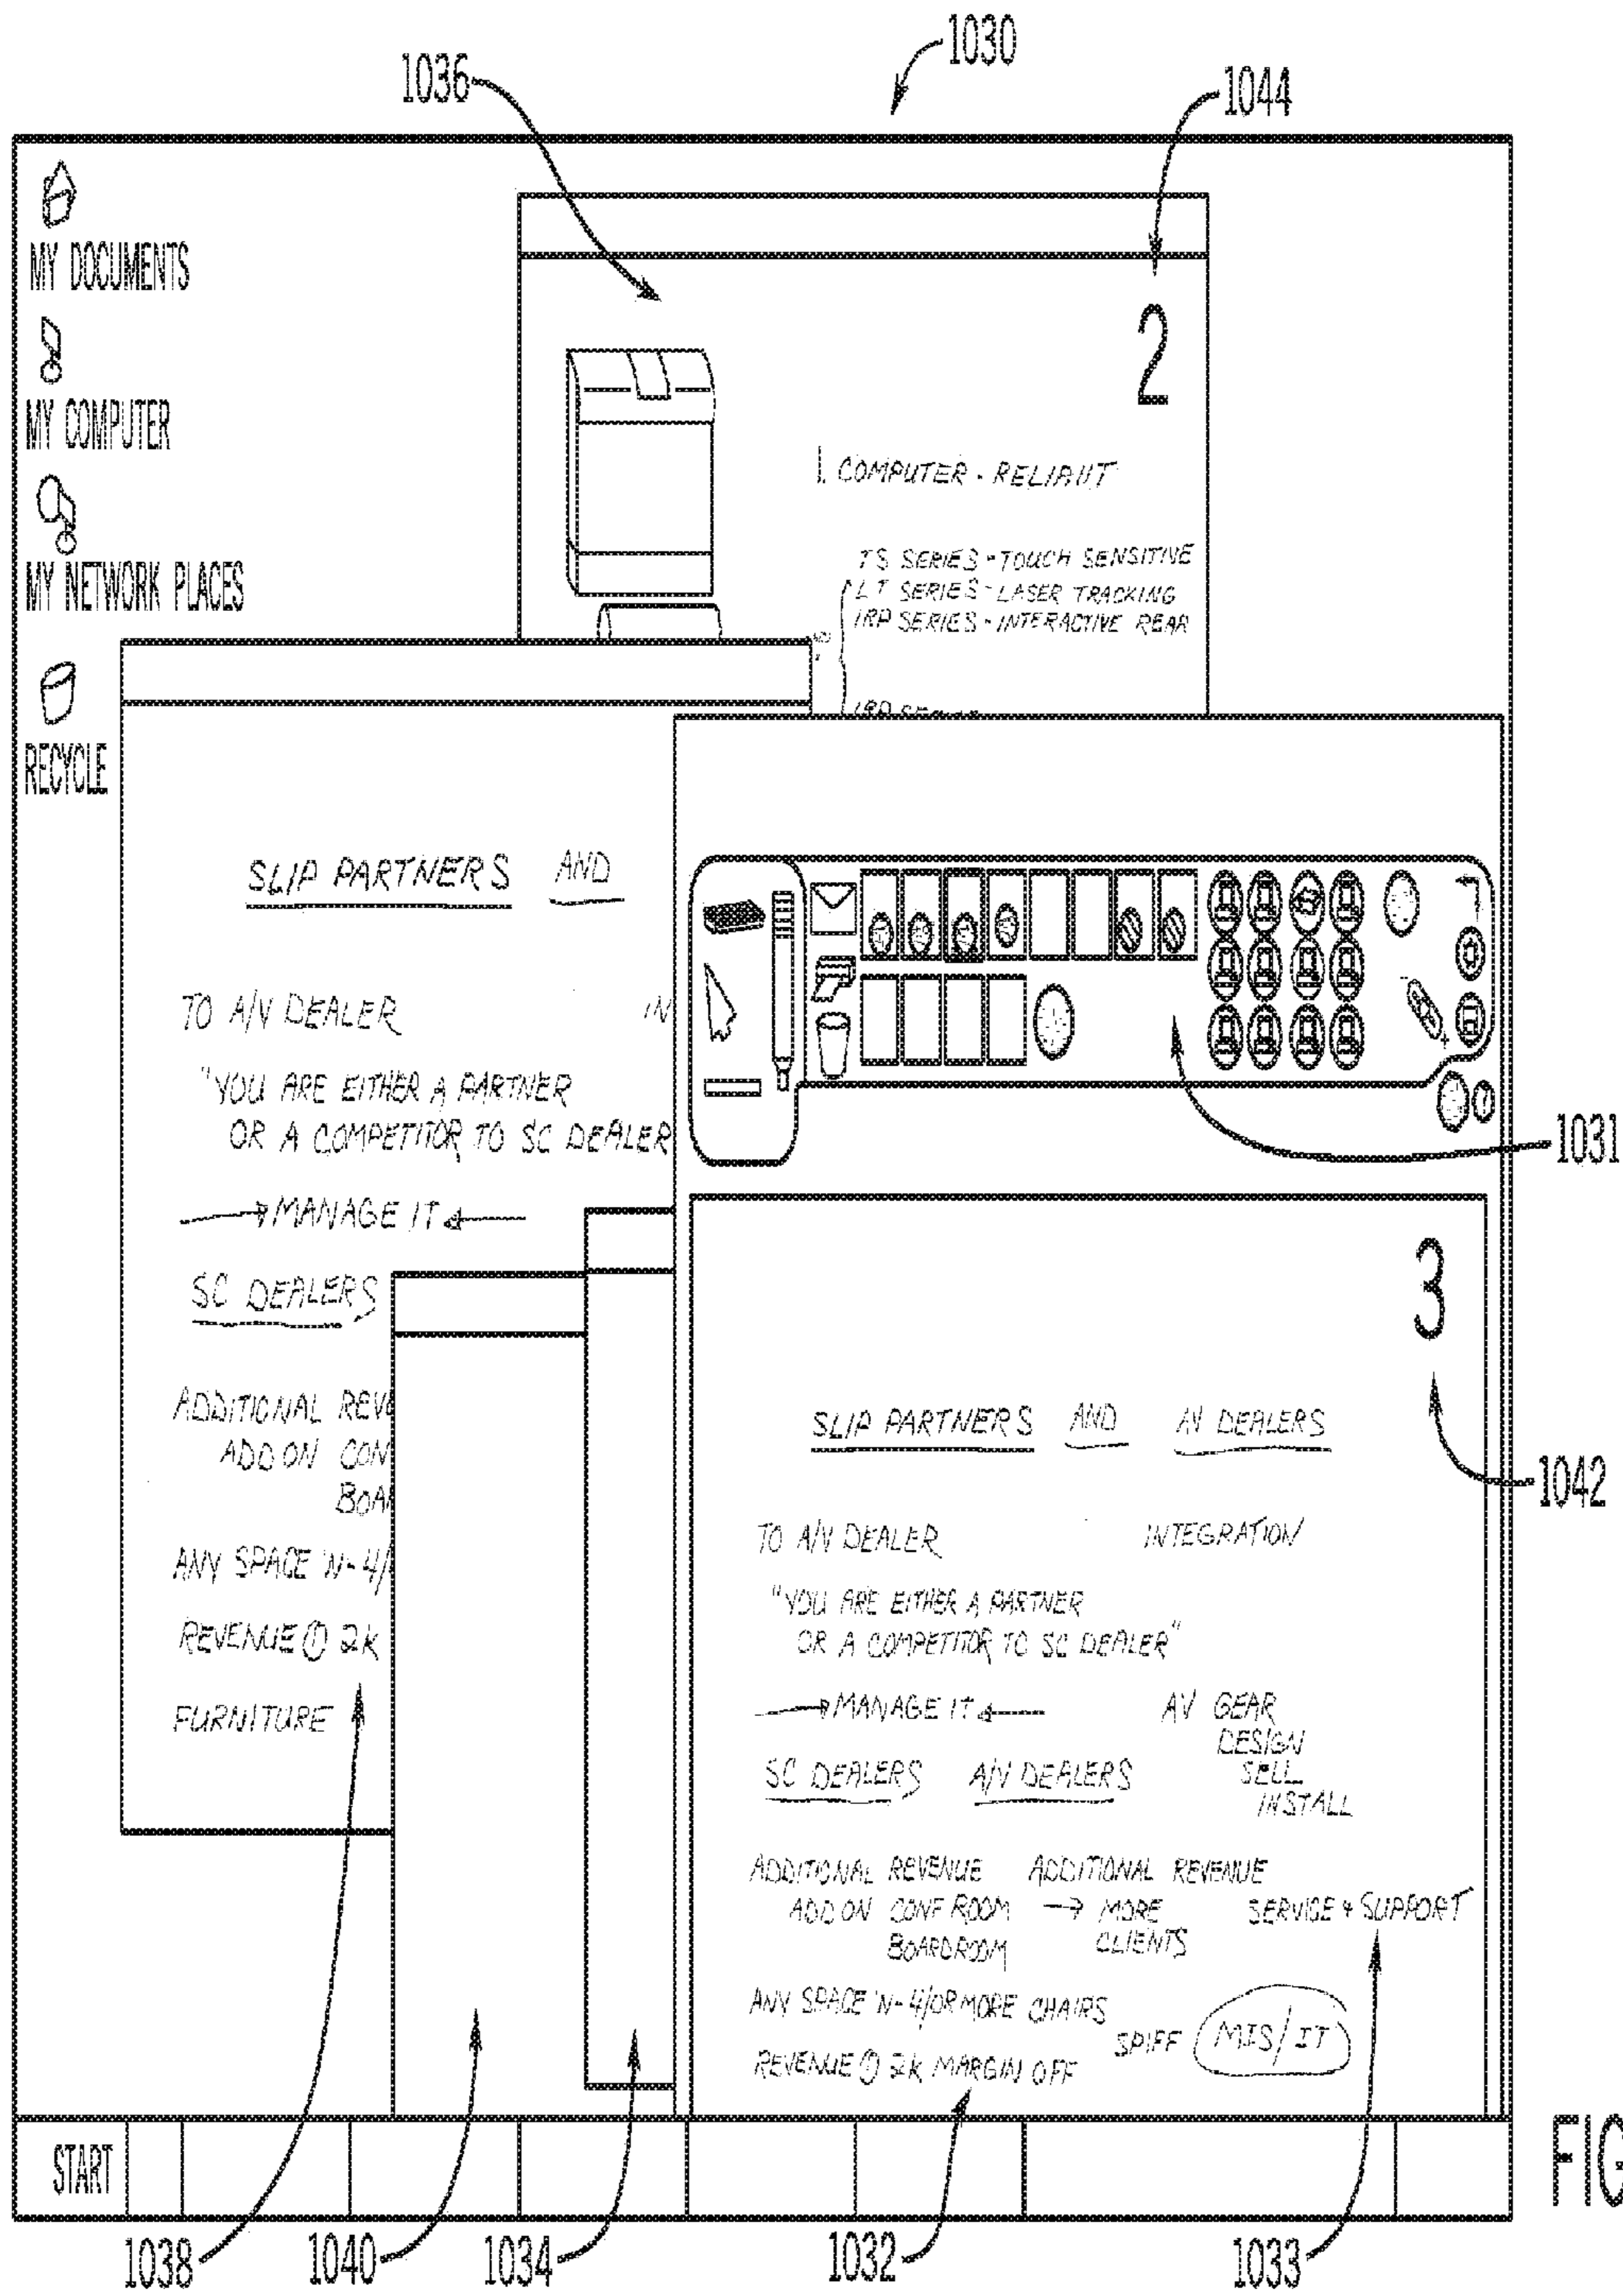 1030
1036
1044
MY DOCUMENTS
MY COMPUTER
MY NETWORK PLACES
RECYCLE
2
1. COMPUTER - RELIANT
TS SERIES - TOUCH SENSITIVE
LT SERIES - LASER TRACKING
IRP SERIES - INTERACTIVE REAR
SLIP PARTNERS AND
TO A/V DEALER IN
"YOU ARE EITHER A PARTNER
OR A COMPETITOR TO SC DEALER
MANAGE IT
SC DEALERS
ADDITIONAL REVE
ADD ON CON
BOAR
ANY SPACE 'N- 4/
REVENUE @ 2K
FURNITURE
1031
3
1042
SLIP PARTNERS AND AV DEALERS
TO A/V DEALER INTEGRATION
"YOU ARE EITHER A PARTNER
OR A COMPETITOR TO SC DEALER"
MANAGE IT AV GEAR
DESIGN
SC DEALERS A/V DEALERS SELL
INSTALL
ADDITIONAL REVENUE ADDITIONAL REVENUE
ADD ON CONF ROOM → MORE SERVICE & SUPPORT
BOARDROOM CLIENTS
ANY SPACE 'N- 4/OR MORE CHAIRS
SPIFF MIS/IT
REVENUE @ 2K MARGIN OFF
START
FIG
1038
1040
1034
1032
1033